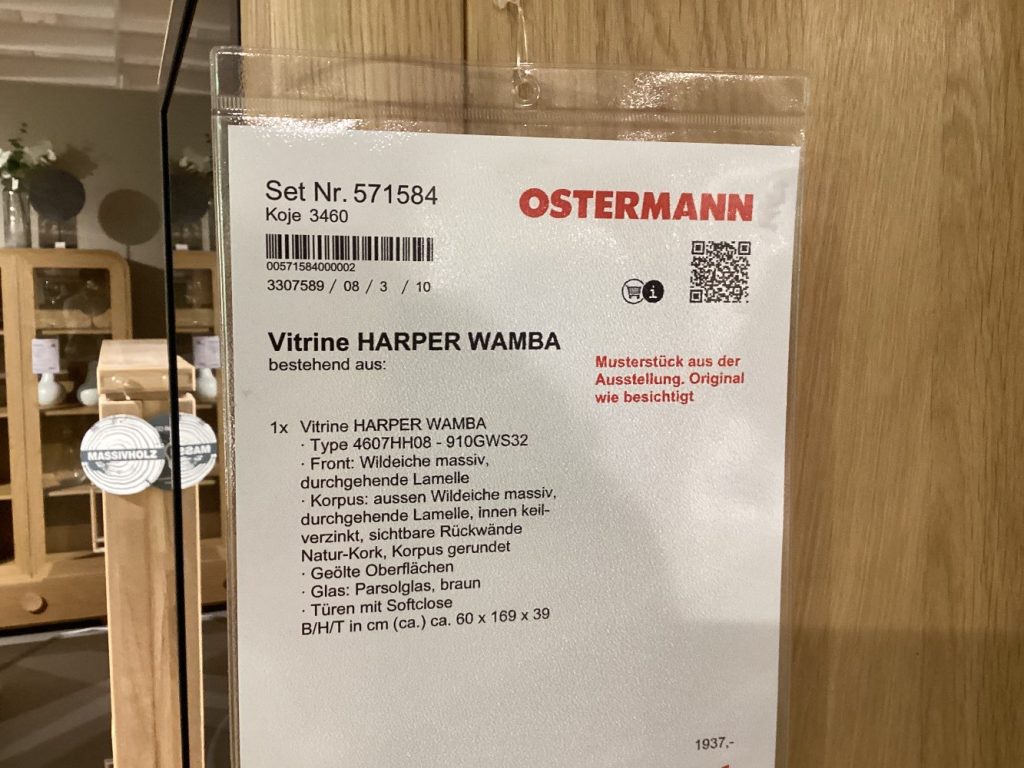 Set Nr. 571584
Koje 3460
00571584000002
3307589 / 08 / 3 / 10
OSTERMANN
i
Vitrine HARPER WAMBA
bestehend aus:
Musterstück aus der
Ausstellung. Original
wie besichtigt
1x Vitrine HARPER WAMBA
· Type 4607HH08 - 910GWS32
· Front: Wildeiche massiv,
durchgehende Lamelle
· Korpus: aussen Wildeiche massiv,
durchgehende Lamelle, innen keil-
verzinkt, sichtbare Rückwände
Natur-Kork, Korpus gerundet
· Geölte Oberflächen
· Glas: Parsolglas, braun
· Türen mit Softclose
B/H/T in cm (ca.) ca. 60 x 169 x 39
1937,-
MASSIVHOLZ